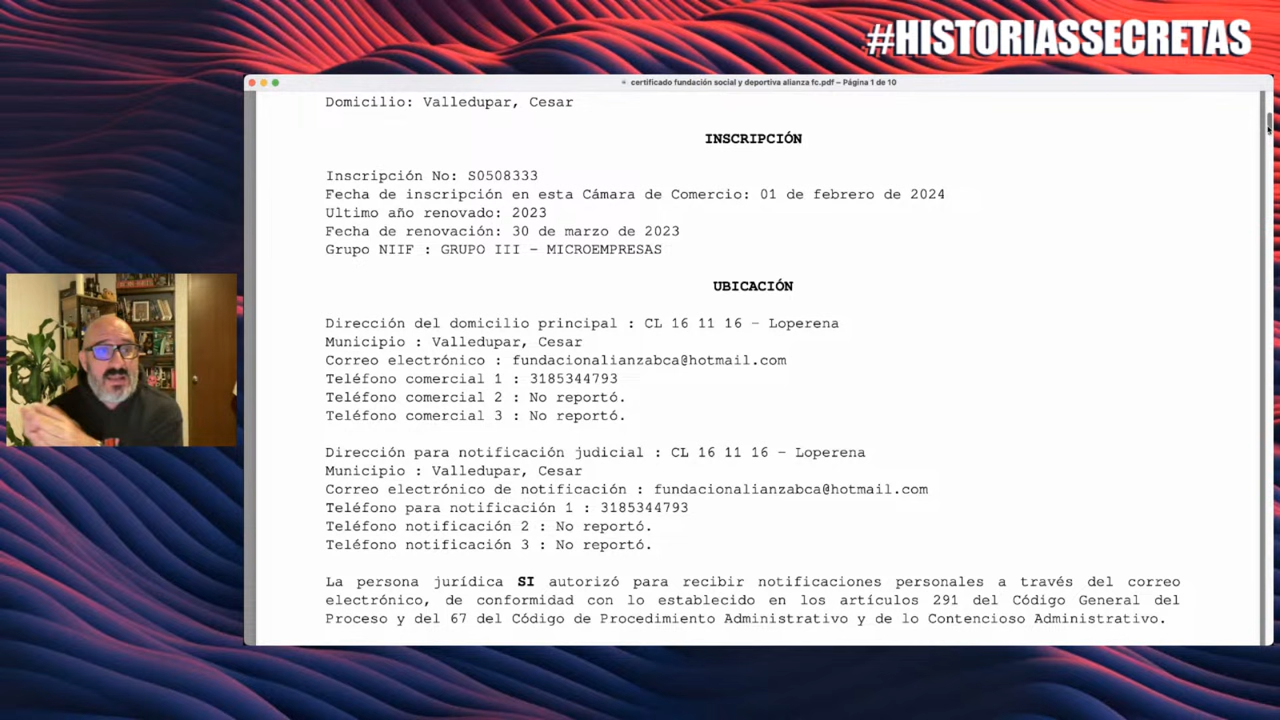 #HISTORIASSECRETAS
certificado fundación social y deportiva alianza fc.pdf – Página 1 de 10
Domicilio: Valledupar, Cesar
INSCRIPCIÓN
Inscripción No: S0508333
Fecha de inscripción en esta Cámara de Comercio: 01 de febrero de 2024
Ultimo año renovado: 2023
Fecha de renovación: 30 de marzo de 2023
Grupo NIIF : GRUPO III - MICROEMPRESAS
UBICACIÓN
Dirección del domicilio principal : CL 16 11 16 - Loperena
Municipio : Valledupar, Cesar
Correo electrónico : fundacionalianzabca@hotmail.com
Teléfono comercial 1 : 3185344793
Teléfono comercial 2 : No reportó.
Teléfono comercial 3 : No reportó.
Dirección para notificación judicial : CL 16 11 16 - Loperena
Municipio : Valledupar, Cesar
Correo electrónico de notificación : fundacionalianzabca@hotmail.com
Teléfono para notificación 1 : 3185344793
Teléfono notificación 2 : No reportó.
Teléfono notificación 3 : No reportó.
La persona jurídica SI autorizó para recibir notificaciones personales a través del correo
electrónico, de conformidad con lo establecido en los artículos 291 del Código General del
Proceso y del 67 del Código de Procedimiento Administrativo y de lo Contencioso Administrativo.